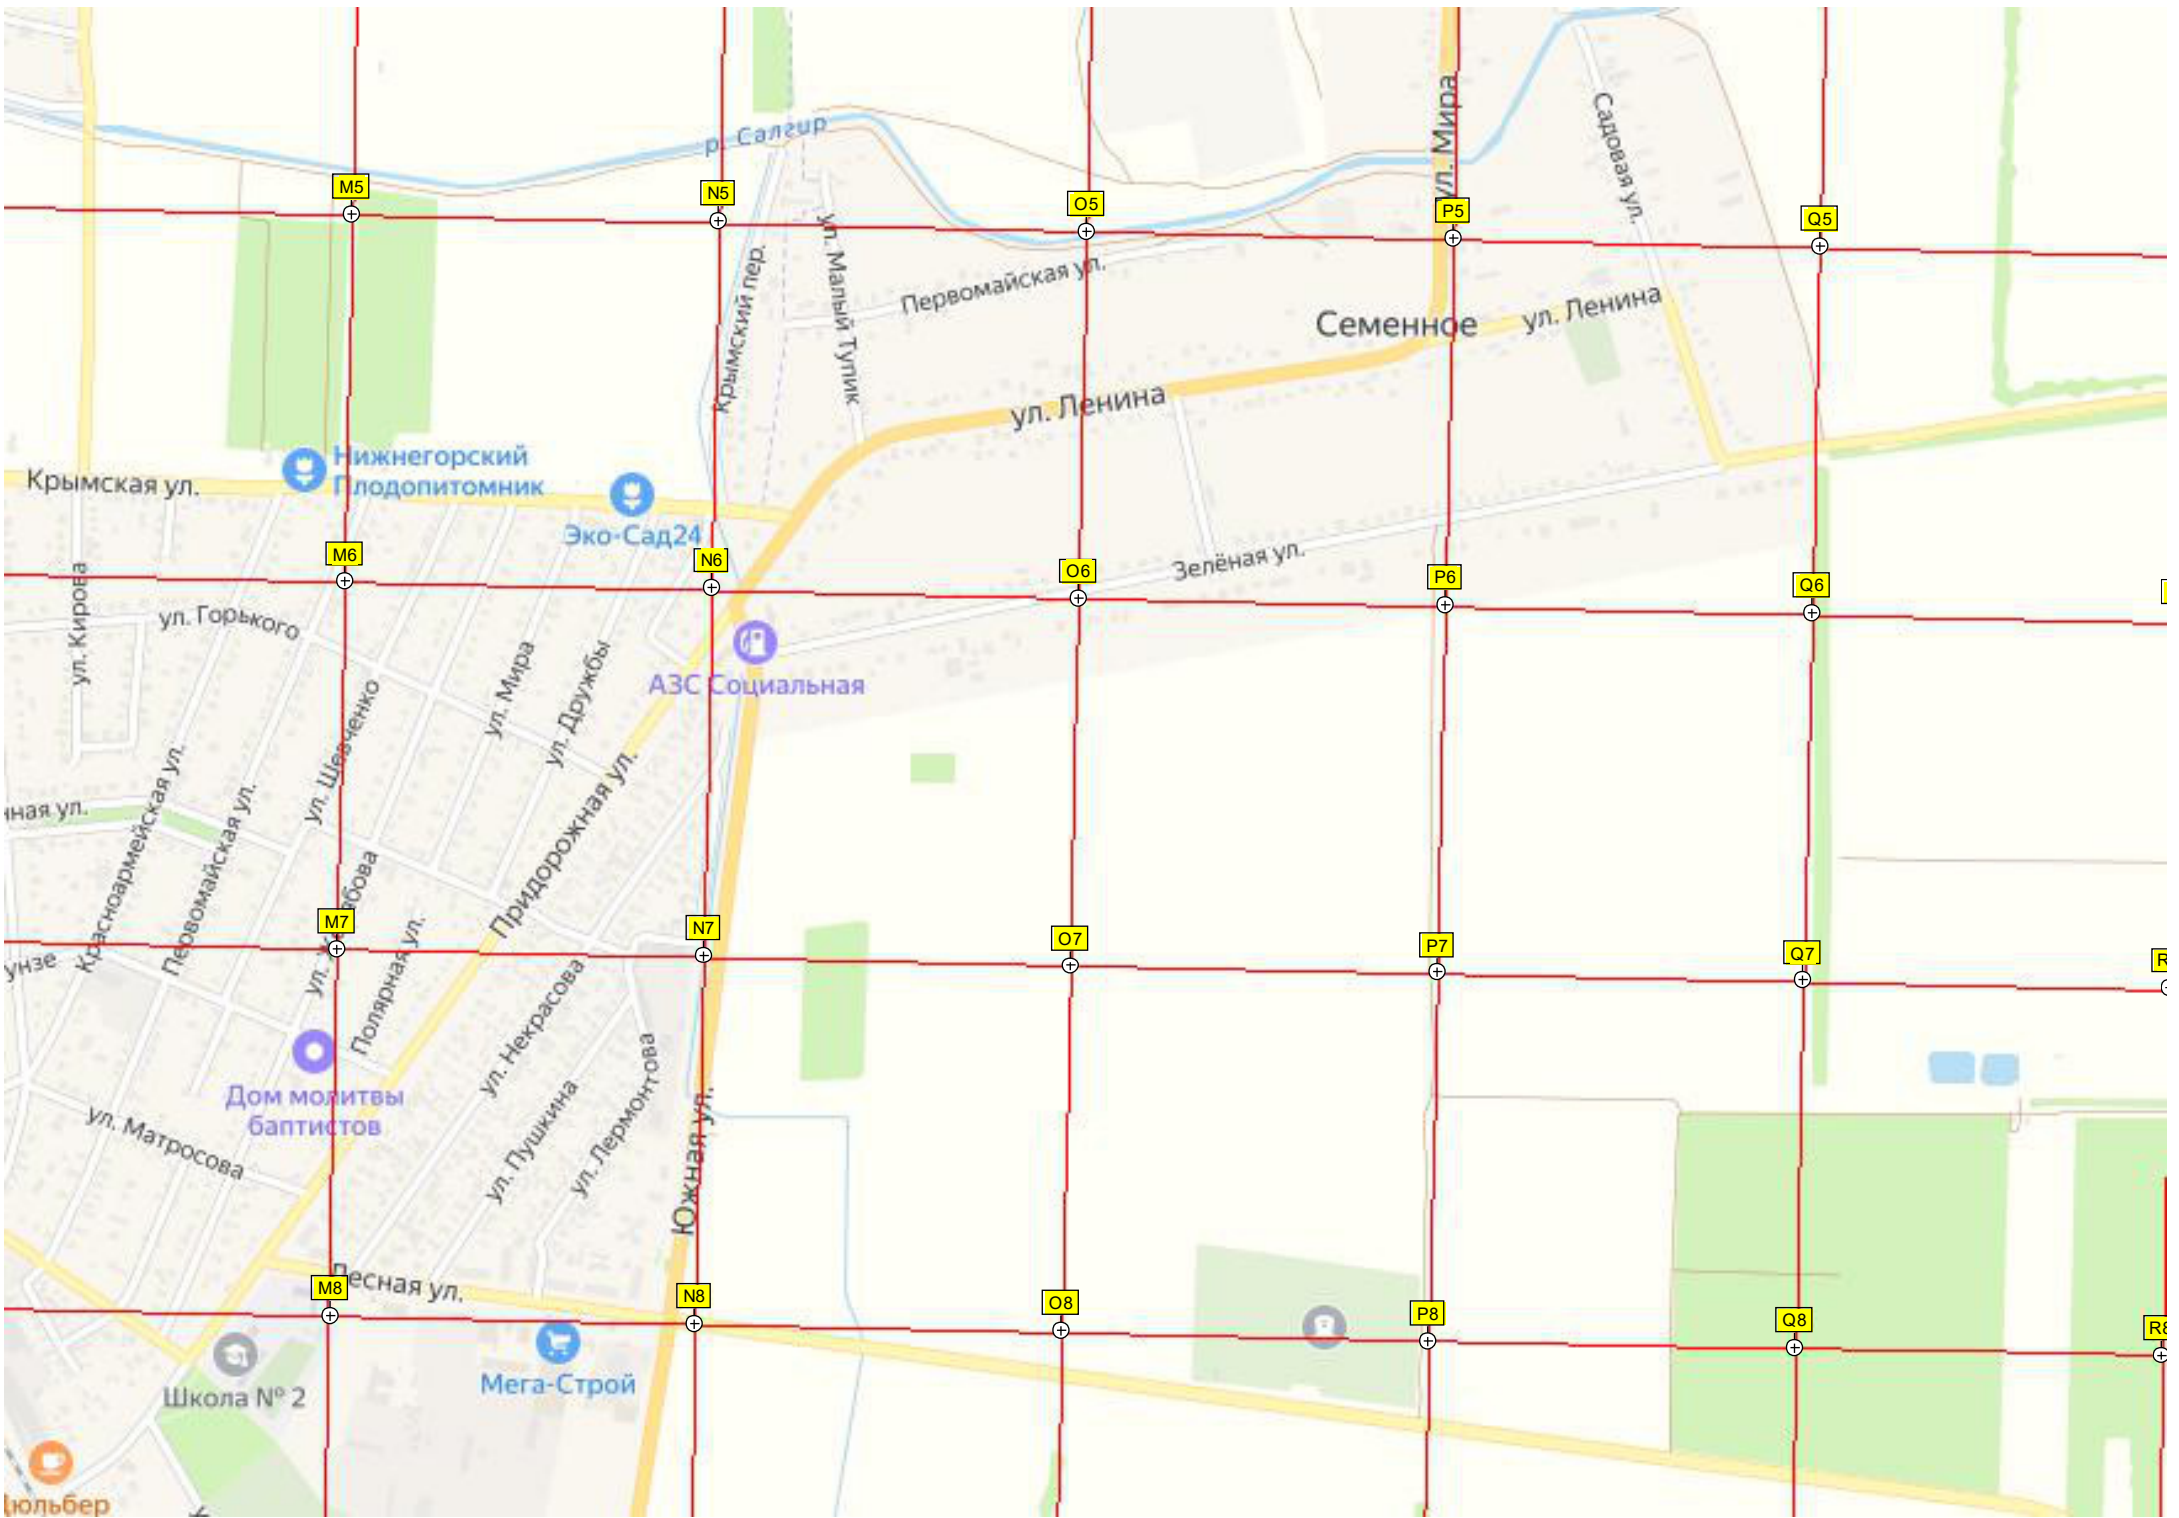 р. Салгир
ул. Мира
Садовая ул.
M5
N5
O5
P5
Q5
Крымский пер.
ул. Малый Тупик
Первомайская ул.
Семенное
ул. Ленина
ул. Ленина
Нижнегорский
Плодопитомник
Крымская ул.
Эко-Сад24
M6
N6
O6
P6
Q6
Зелёная ул.
ул. Кирова
ул. Горького
АЗС Социальная
ул. Мира
ул. Дружбы
ул. Шевченко
Придорожная ул.
Красноармейская ул.
Первомайская ул.
ул.
Полярная ул.
M7
N7
O7
P7
Q7
R
ул. Некрасова
ул. Пушкина
ул. Лермонтова
Южная ул.
Дом молитвы
баптистов
ул. Матросова
Лесная ул.
M8
N8
O8
P8
Q8
R8
Школа № 2
Мега-Строй